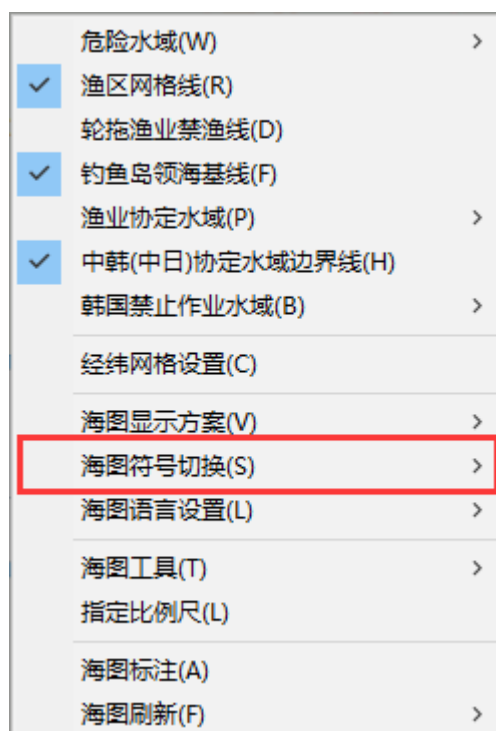 危险水域(W)
渔区网格线(R)
轮拖渔业禁渔线(D)
钓鱼岛领海基线(F)
渔业协定水域(P)
中韩(中日)协定水域边界线(H)
韩国禁止作业水域(B)
经纬网格设置(C)
海图显示方案(V)
海图符号切换(S)
海图语言设置(L)
海图工具(T)
指定比例尺(L)
海图标注(A)
海图刷新(F)